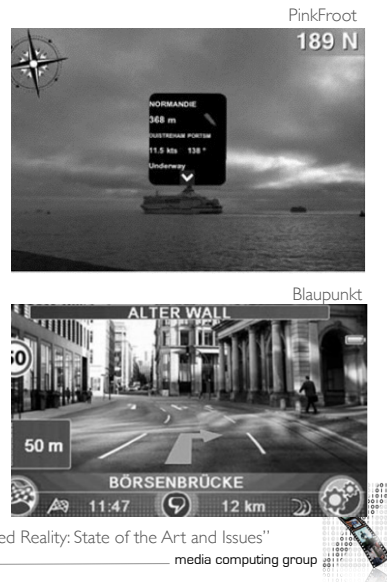 PinkFroot
189 N
NORMANDIE
368 m
OUISTREHAM PORTSM
11.5 kts 138 °
Underway
Blaupunkt
ALTER WALL
50 m
BÖRSENBRÜCKE
11:47 12 km
ed Reality: State of the Art and Issues"
media computing group